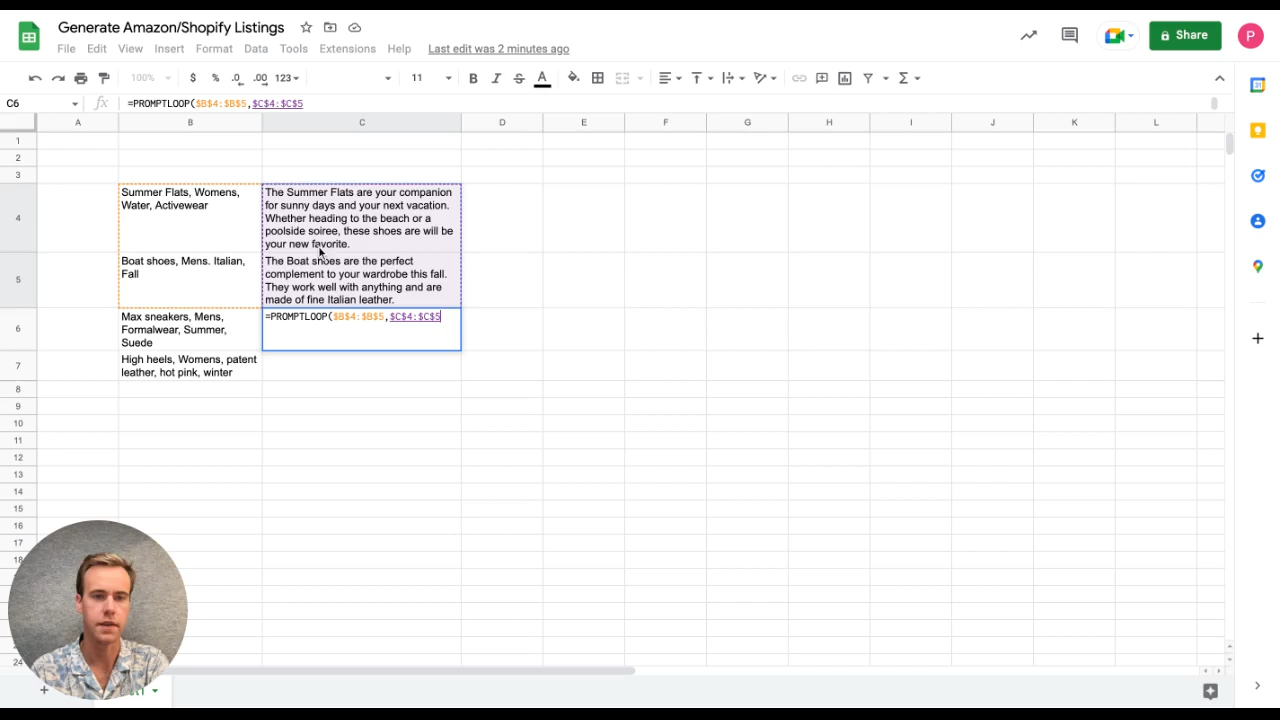 Generate Amazon/Shopify Listings
File Edit View Insert Format Data Tools Extensions Help Last edit was 2 minutes ago
Share
P
100% $ % .0 .00 123 11 B I S A
C6 fx =PROMPTLOOP($B$4:$B$5,$C$4:$C$5
A B C D E F G H I J K L
1
2
3
4
Summer Flats, Womens,
Water, Activewear
The Summer Flats are your companion
for sunny days and your next vacation.
Whether heading to the beach or a
poolside soiree, these shoes are will be
your new favorite.
5
Boat shoes, Mens. Italian,
Fall
The Boat shoes are the perfect
complement to your wardrobe this fall.
They work well with anything and are
made of fine Italian leather.
6
Max sneakers, Mens,
Formalwear, Summer,
Suede
=PROMPTLOOP($B$4:$B$5,$C$4:$C$5
7
High heels, Womens, patent
leather, hot pink, winter
8
9
10
11
12
13
14
15
16
17
18
24
31